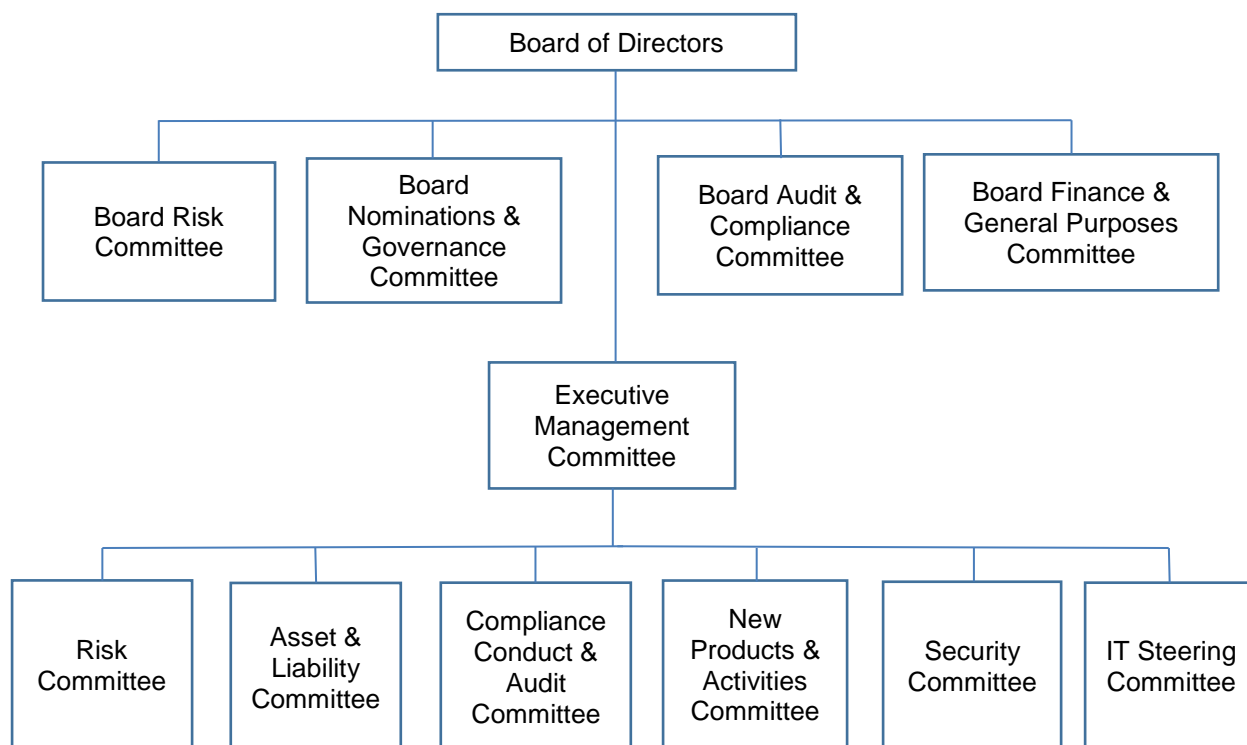 Board of Directors
Board Risk
Committee
Board
Nominations &
Governance
Committee
Board Audit &
Compliance
Committee
Board Finance &
General Purposes
Committee
Executive
Management
Committee
Risk
Committee
Asset &
Liability
Committee
Compliance
Conduct &
Audit
Committee
New
Products &
Activities
Committee
Security
Committee
IT Steering
Committee